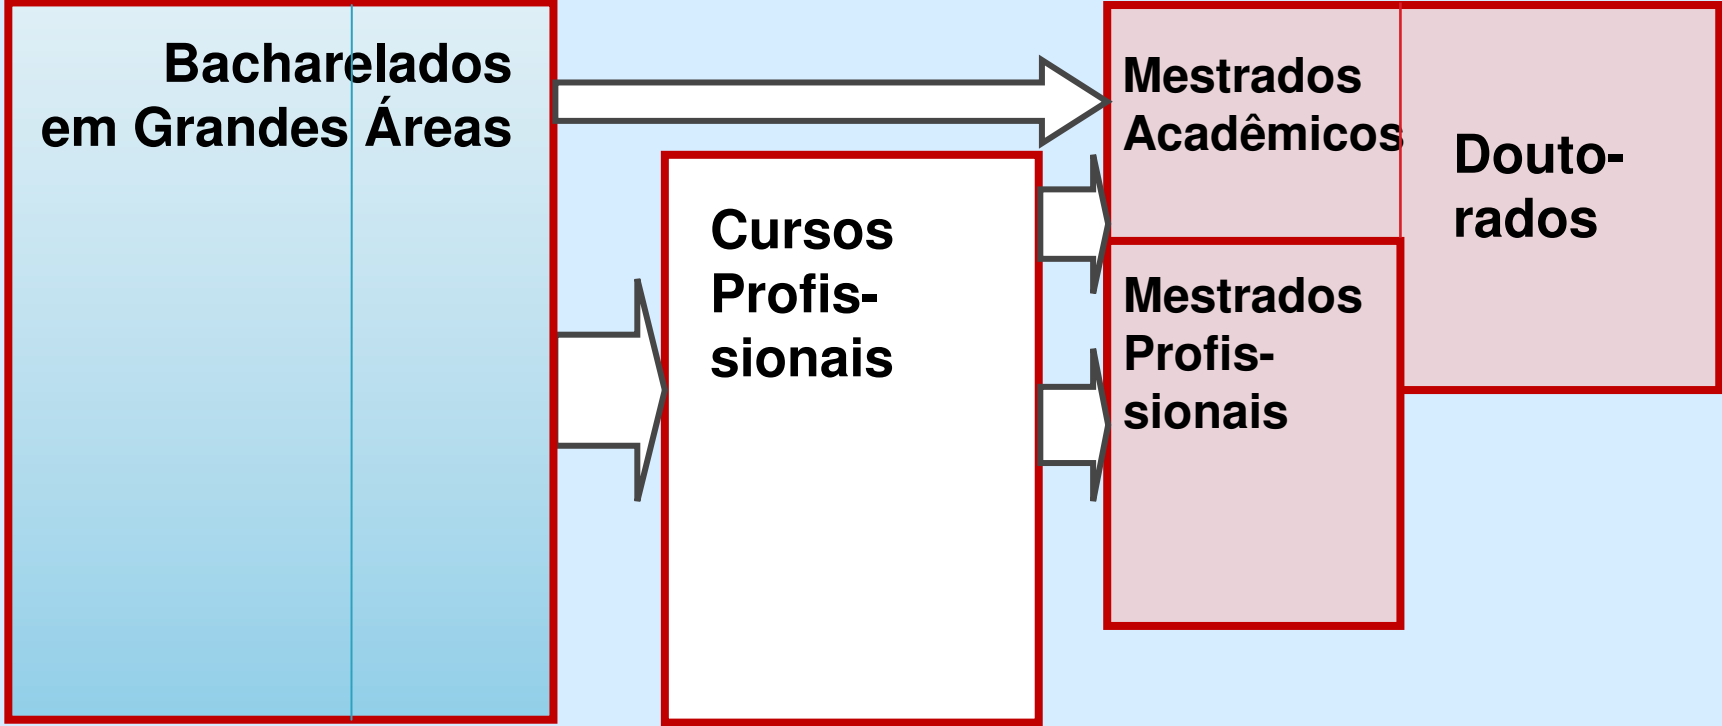 Bacharelados
em Grandes Áreas
Cursos
Profis-
sionais
Mestrados
Acadêmicos
Mestrados
Profis-
sionais
Douto-
rados